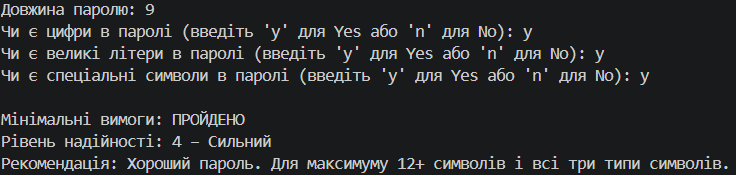 Довжина паролю: 9
Чи є цифри в паролі (введіть 'y' для Yes або 'n' для No): y
Чи є великі літери в паролі (введіть 'y' для Yes або 'n' для No): y
Чи є спеціальні символи в паролі (введіть 'y' для Yes або 'n' для No): y
Мінімальні вимоги: ПРОЙДЕНО
Рівень надійності: 4 – Сильний
Рекомендація: Хороший пароль. Для максимуму 12+ символів і всі три типи символів.